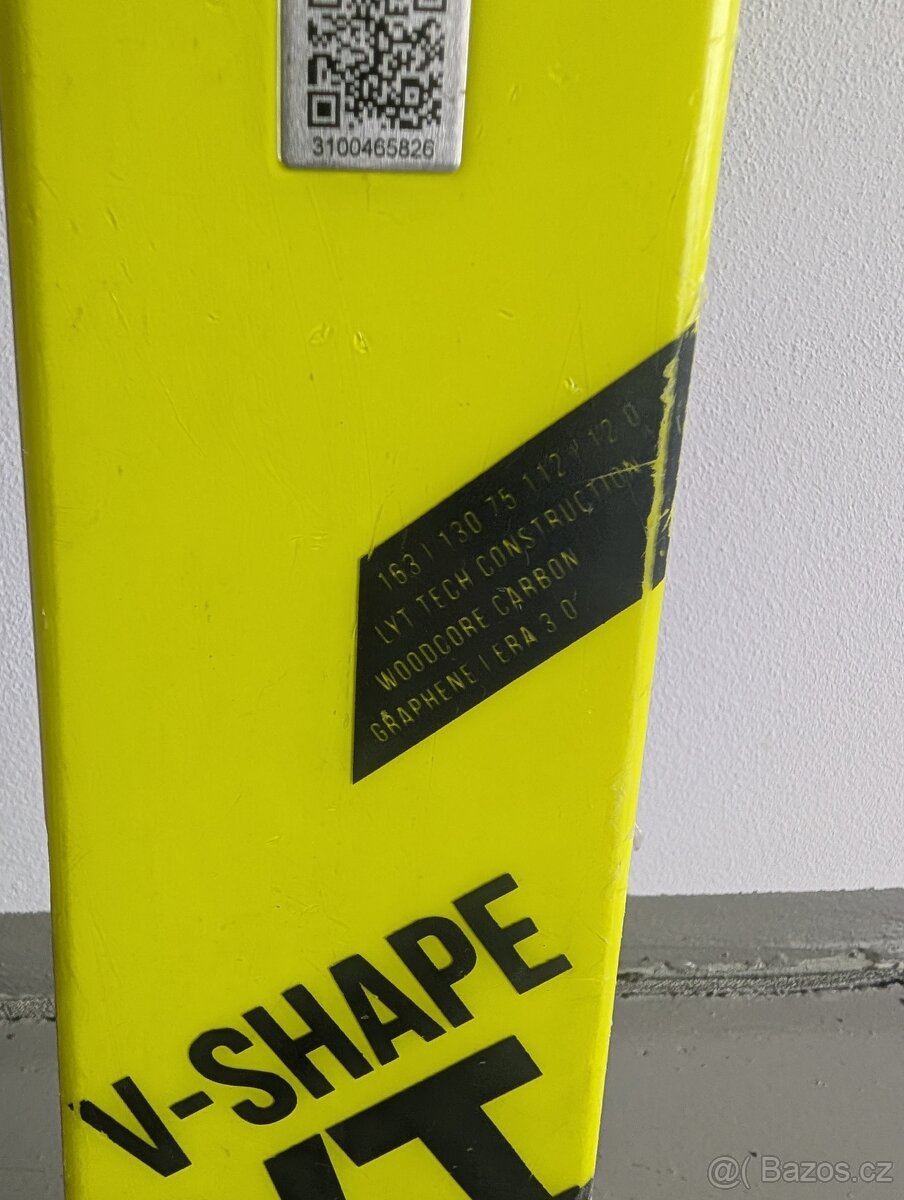 3100465826
163 | 130 75 112 12 0
LYT TECH CONSTRUCTION
WOODCORE CARBON
GRAPHENE | ERA 3 0
V-SHAPE
@( Bazos.cz